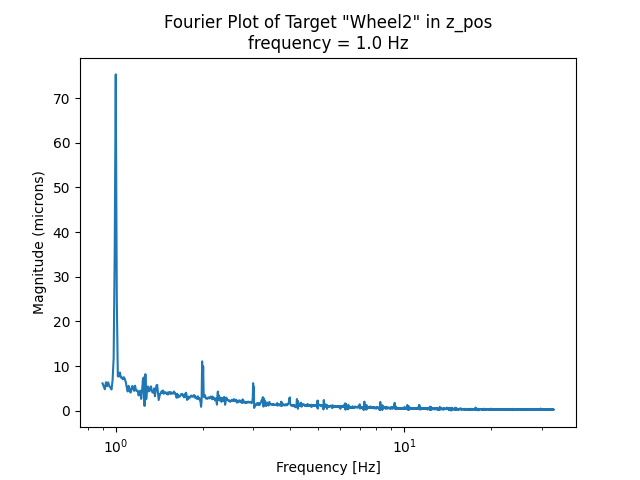 Fourier Plot of Target "Wheel2" in z_pos
frequency = 1.0 Hz
Magnitude (microns)
70
60
50
40
30
20
10
0
10⁰
10¹
Frequency [Hz]